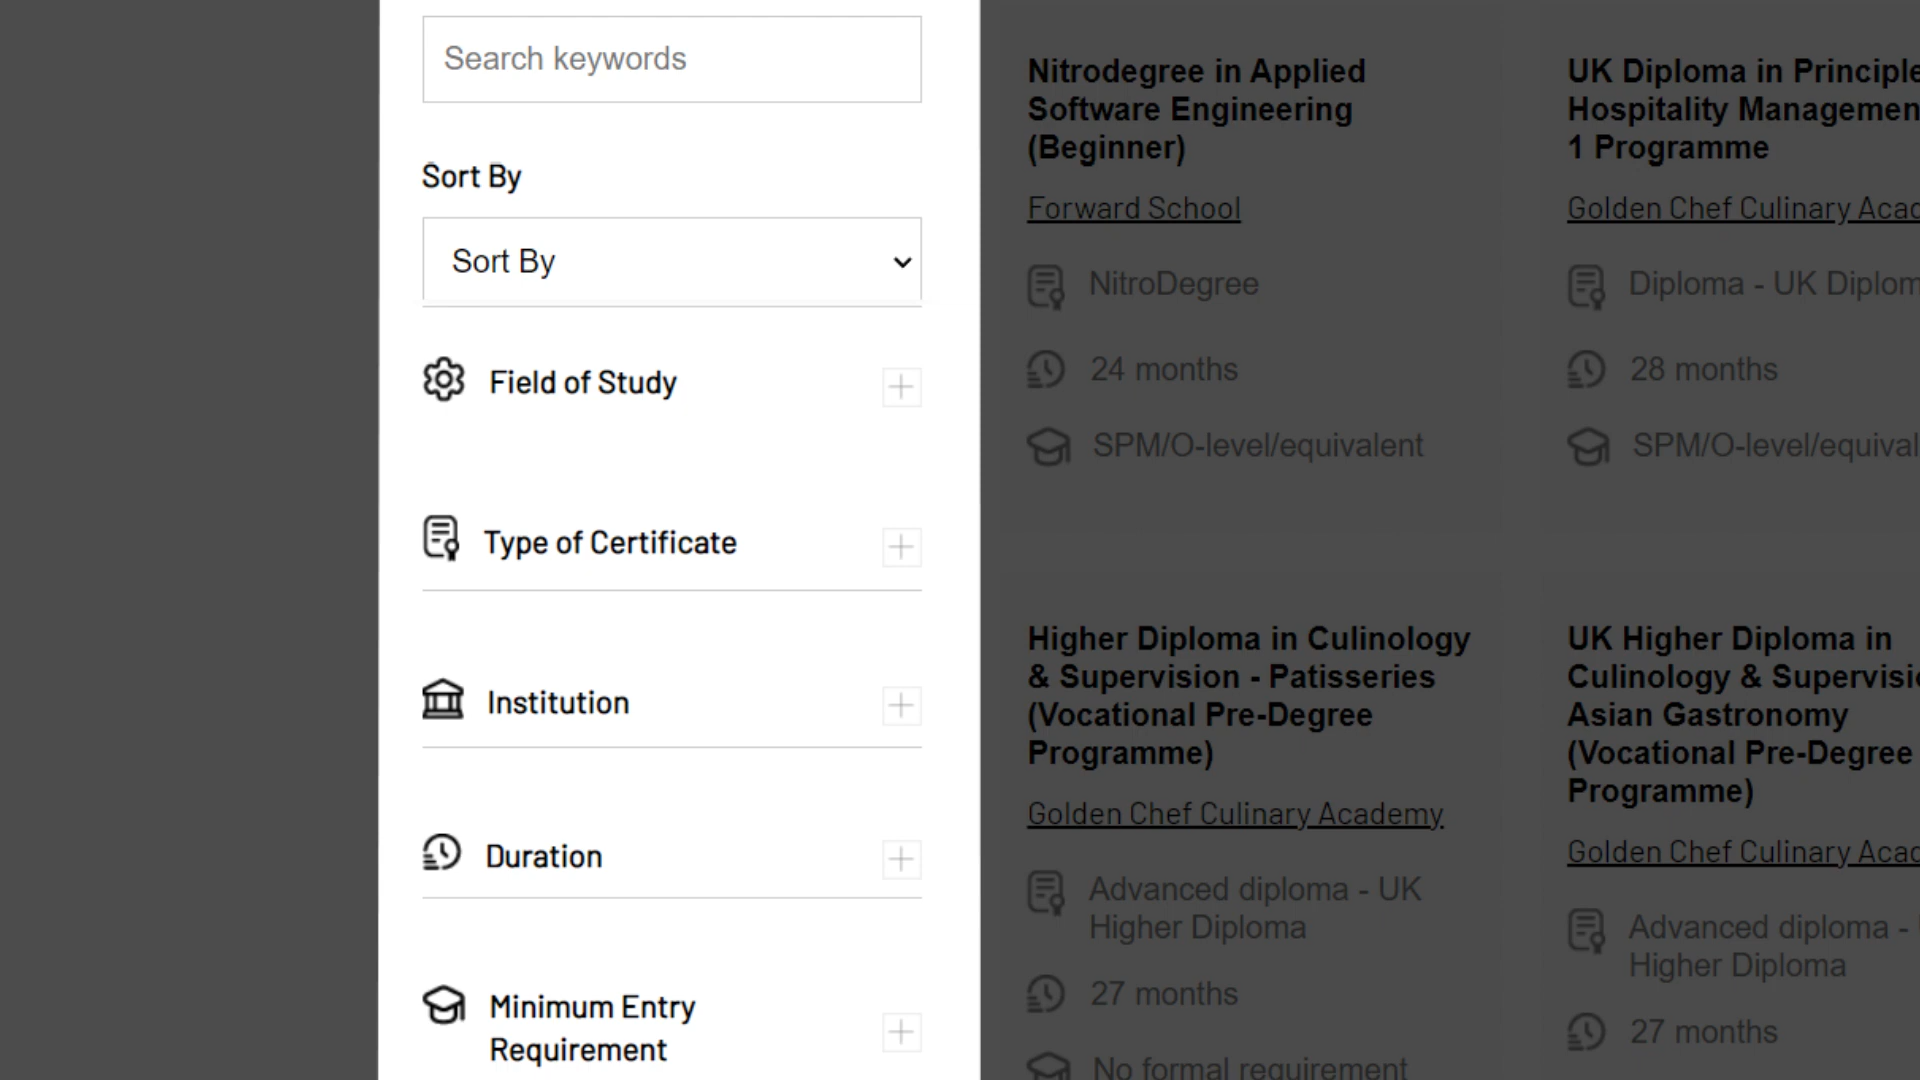 Search keywords
Sort By
Sort By
Field of Study
Type of Certificate
Institution
Duration
Minimum Entry
Requirement
Nitrodegree in Applied
Software Engineering
(Beginner)
Forward School
NitroDegree
24 months
SPM/O-level/equivalent
UK Diploma in Principle
Hospitality Managemen
1 Programme
Golden Chef Culinary Acad
Diploma - UK Diplom
28 months
SPM/O-level/equival
Higher Diploma in Culinology
& Supervision - Patisseries
(Vocational Pre-Degree
Programme)
Golden Chef Culinary Academy
Advanced diploma - UK
Higher Diploma
27 months
No formal requirement
UK Higher Diploma in
Culinology & Supervisio
Asian Gastronomy
(Vocational Pre-Degree
Programme)
Golden Chef Culinary Acad
Advanced diploma -
Higher Diploma
27 months